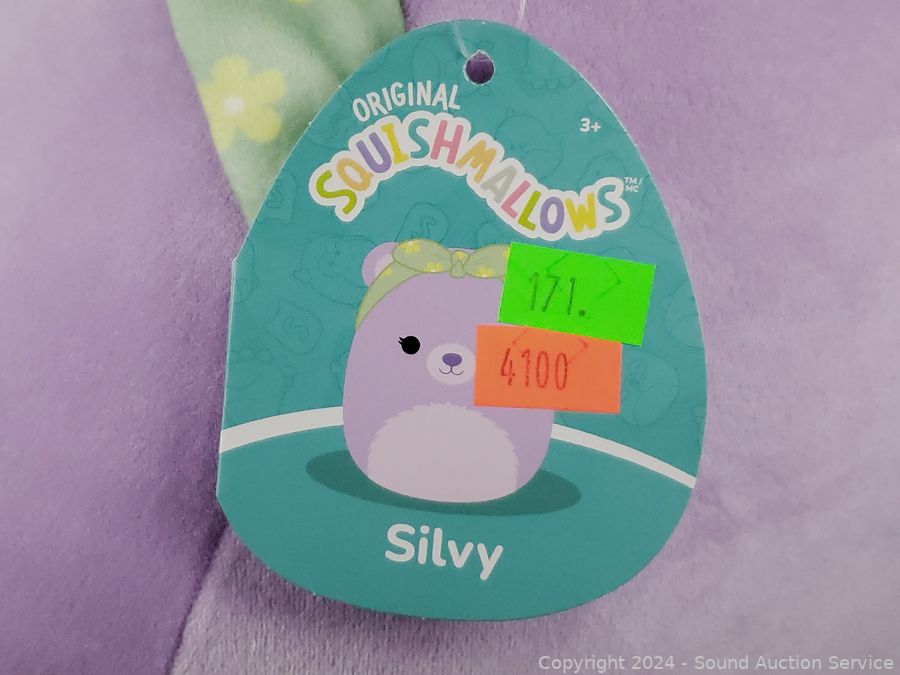 ORIGINAL
SQUISHMALLOWS
TM/
MC
3+
171.
4100
Silvy
Copyright 2024 - Sound Auction Service